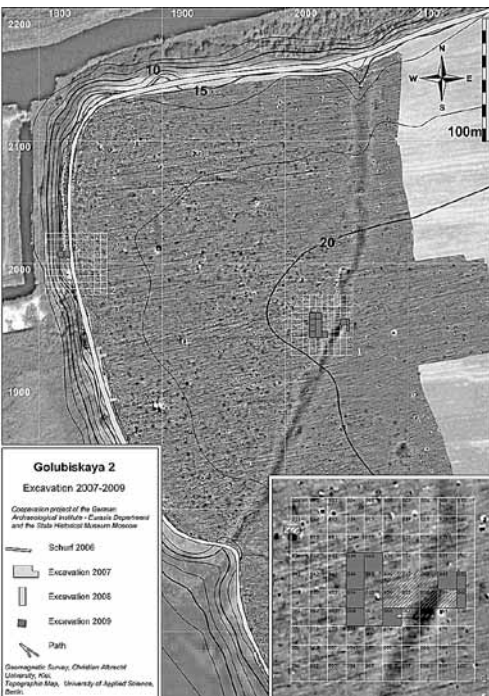 2200
1900
2000
2100
10
15
N
W
E
S
100m
2100
20
2000
1900
Golubiskaya 2
Excavation 2007-2009
Cooperation project of the German
Archaeological Institute - Eurasia Department
and the State Historical Museum Moscow
Schurf 2006
Excavation 2007
Excavation 2008
Excavation 2009
Path
Geomagnetic Survey, Christian Albrecht
University, Kiel.
Topographic Map, University of Applied Science,
Berlin.